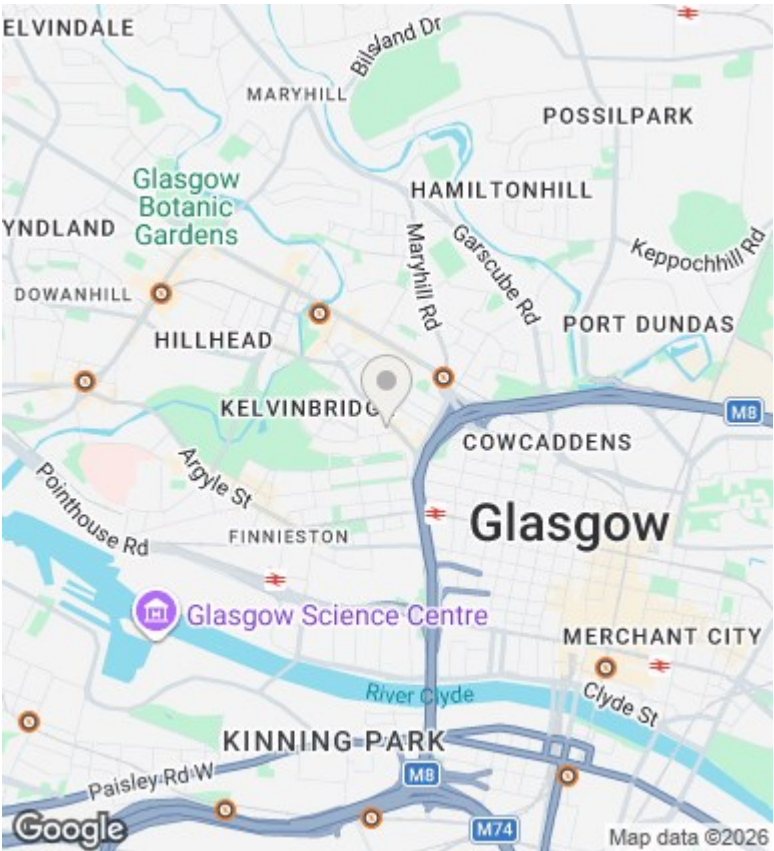 ELVINDALE
Bilsland Dr
MARYHILL
POSSILPARK
Glasgow
Botanic
Gardens
HAMILTONHILL
YNDLAND
Maryhill Rd
Garscube Rd
Keppochhill Rd
DOWANHILL
PORT DUNDAS
HILLHEAD
KELVINBRIDGE
M8
COWCADDENS
Argyle St
Pointhouse Rd
Glasgow
FINNIESTON
Glasgow Science Centre
MERCHANT CITY
River Clyde
Clyde St
KINNING PARK
Paisley Rd W
M8
M74
Google
Map data ©2026